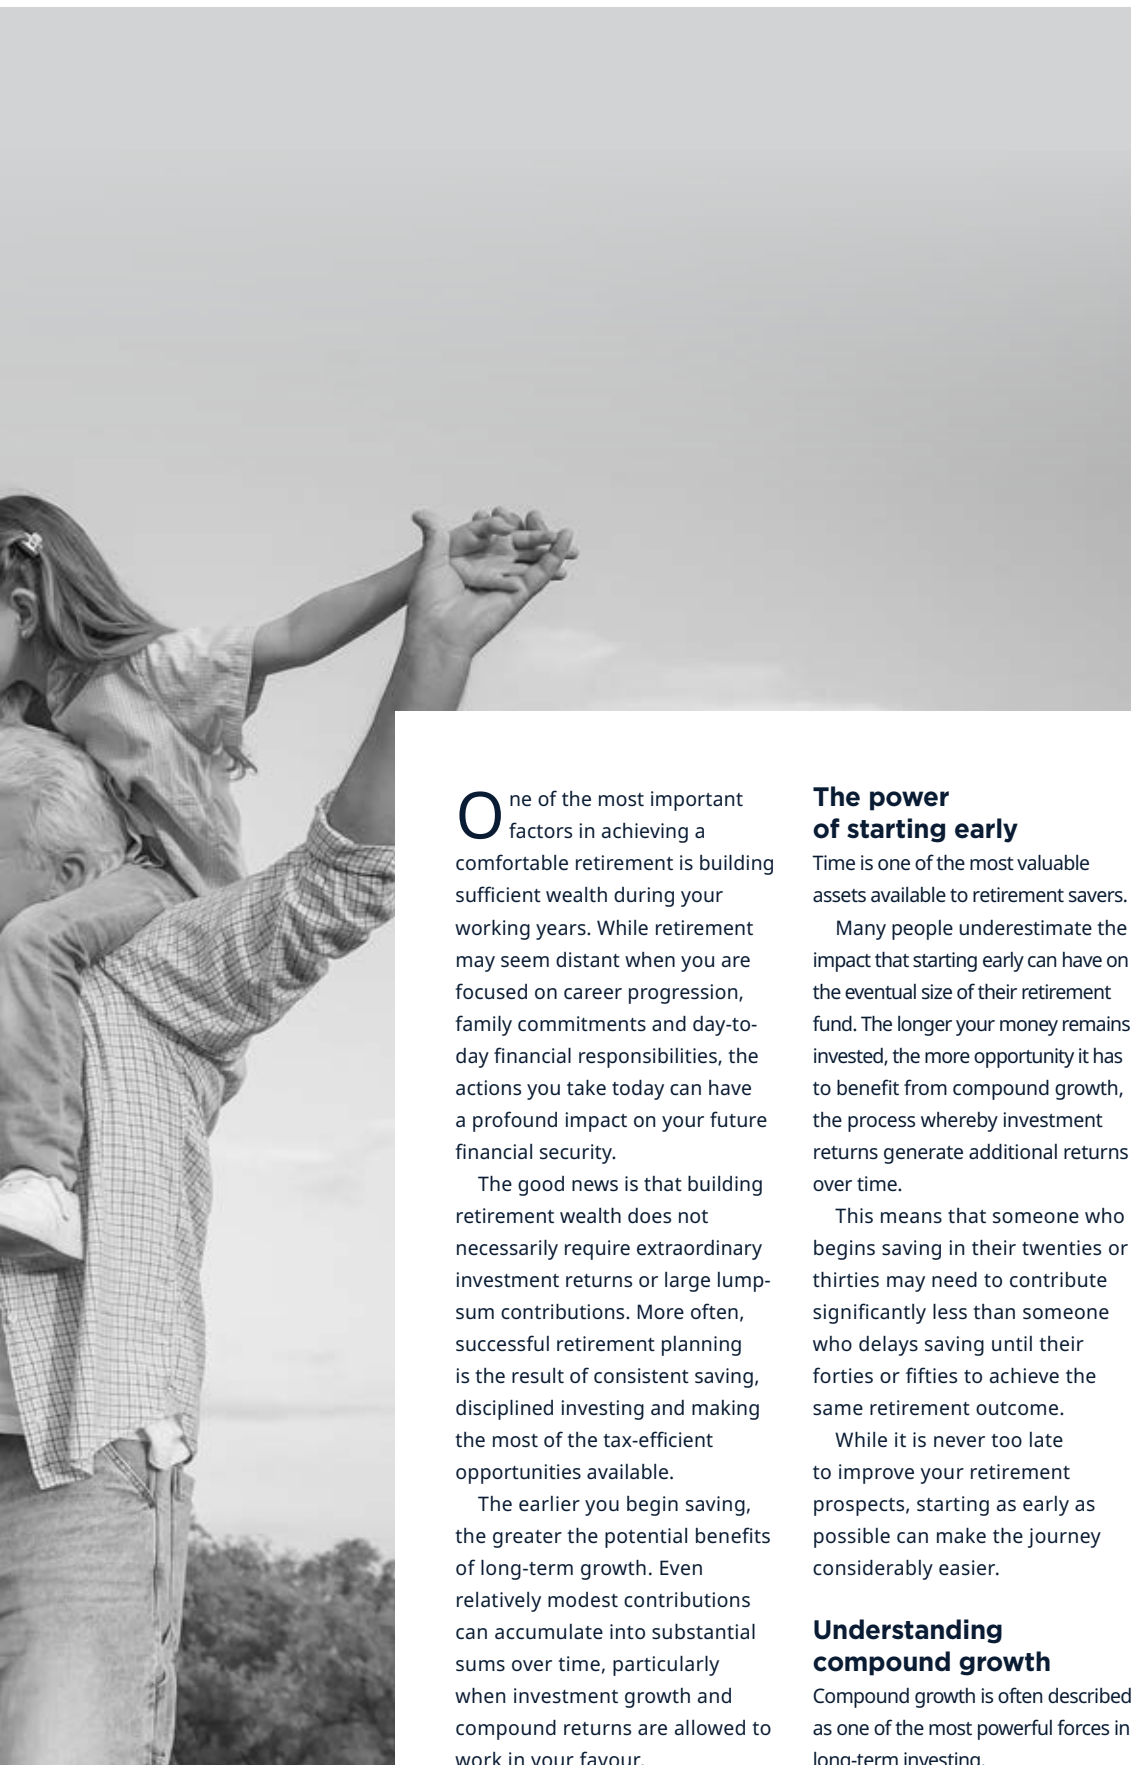 One of the most important
factors in achieving a
comfortable retirement is building
sufficient wealth during your
working years. While retirement
may seem distant when you are
focused on career progression,
family commitments and day-to-
day financial responsibilities, the
actions you take today can have
a profound impact on your future
financial security.
The good news is that building
retirement wealth does not
necessarily require extraordinary
investment returns or large lump-
sum contributions. More often,
successful retirement planning
is the result of consistent saving,
disciplined investing and making
the most of the tax-efficient
opportunities available.
The earlier you begin saving,
the greater the potential benefits
of long-term growth. Even
relatively modest contributions
can accumulate into substantial
sums over time, particularly
when investment growth and
compound returns are allowed to
work in your favour.
The power
of starting early
Time is one of the most valuable
assets available to retirement savers.
Many people underestimate the
impact that starting early can have on
the eventual size of their retirement
fund. The longer your money remains
invested, the more opportunity it has
to benefit from compound growth,
the process whereby investment
returns generate additional returns
over time.
This means that someone who
begins saving in their twenties or
thirties may need to contribute
significantly less than someone
who delays saving until their
forties or fifties to achieve the
same retirement outcome.
While it is never too late
to improve your retirement
prospects, starting as early as
possible can make the journey
considerably easier.
Understanding
compound growth
Compound growth is often described
as one of the most powerful forces in
long-term investing.